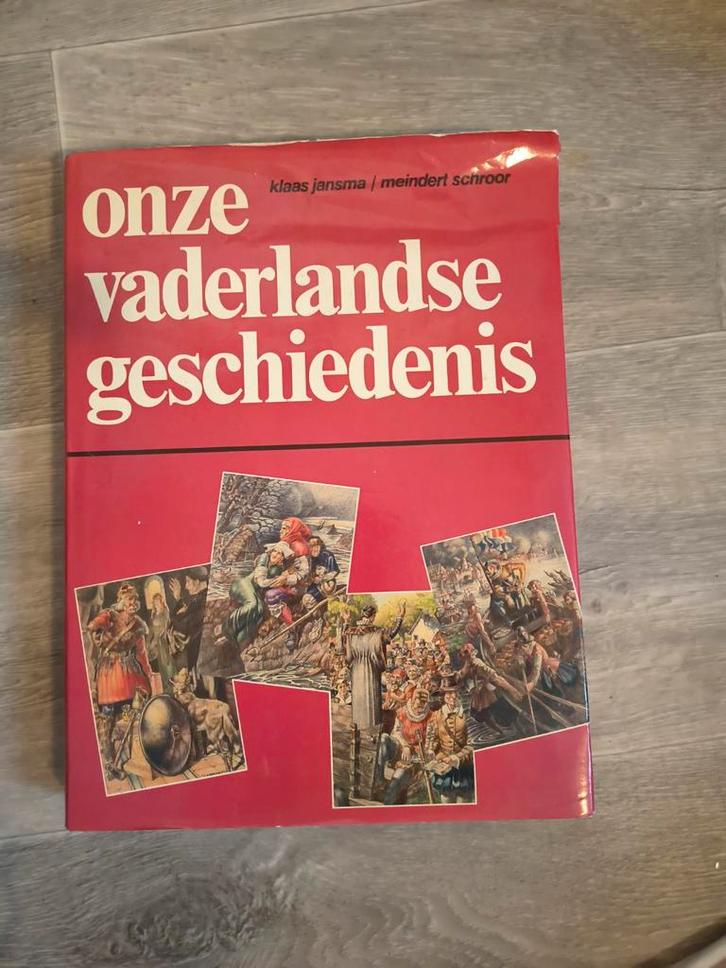 onze
klaas jansma / meindert schroor
vaderlandse
geschiedenis